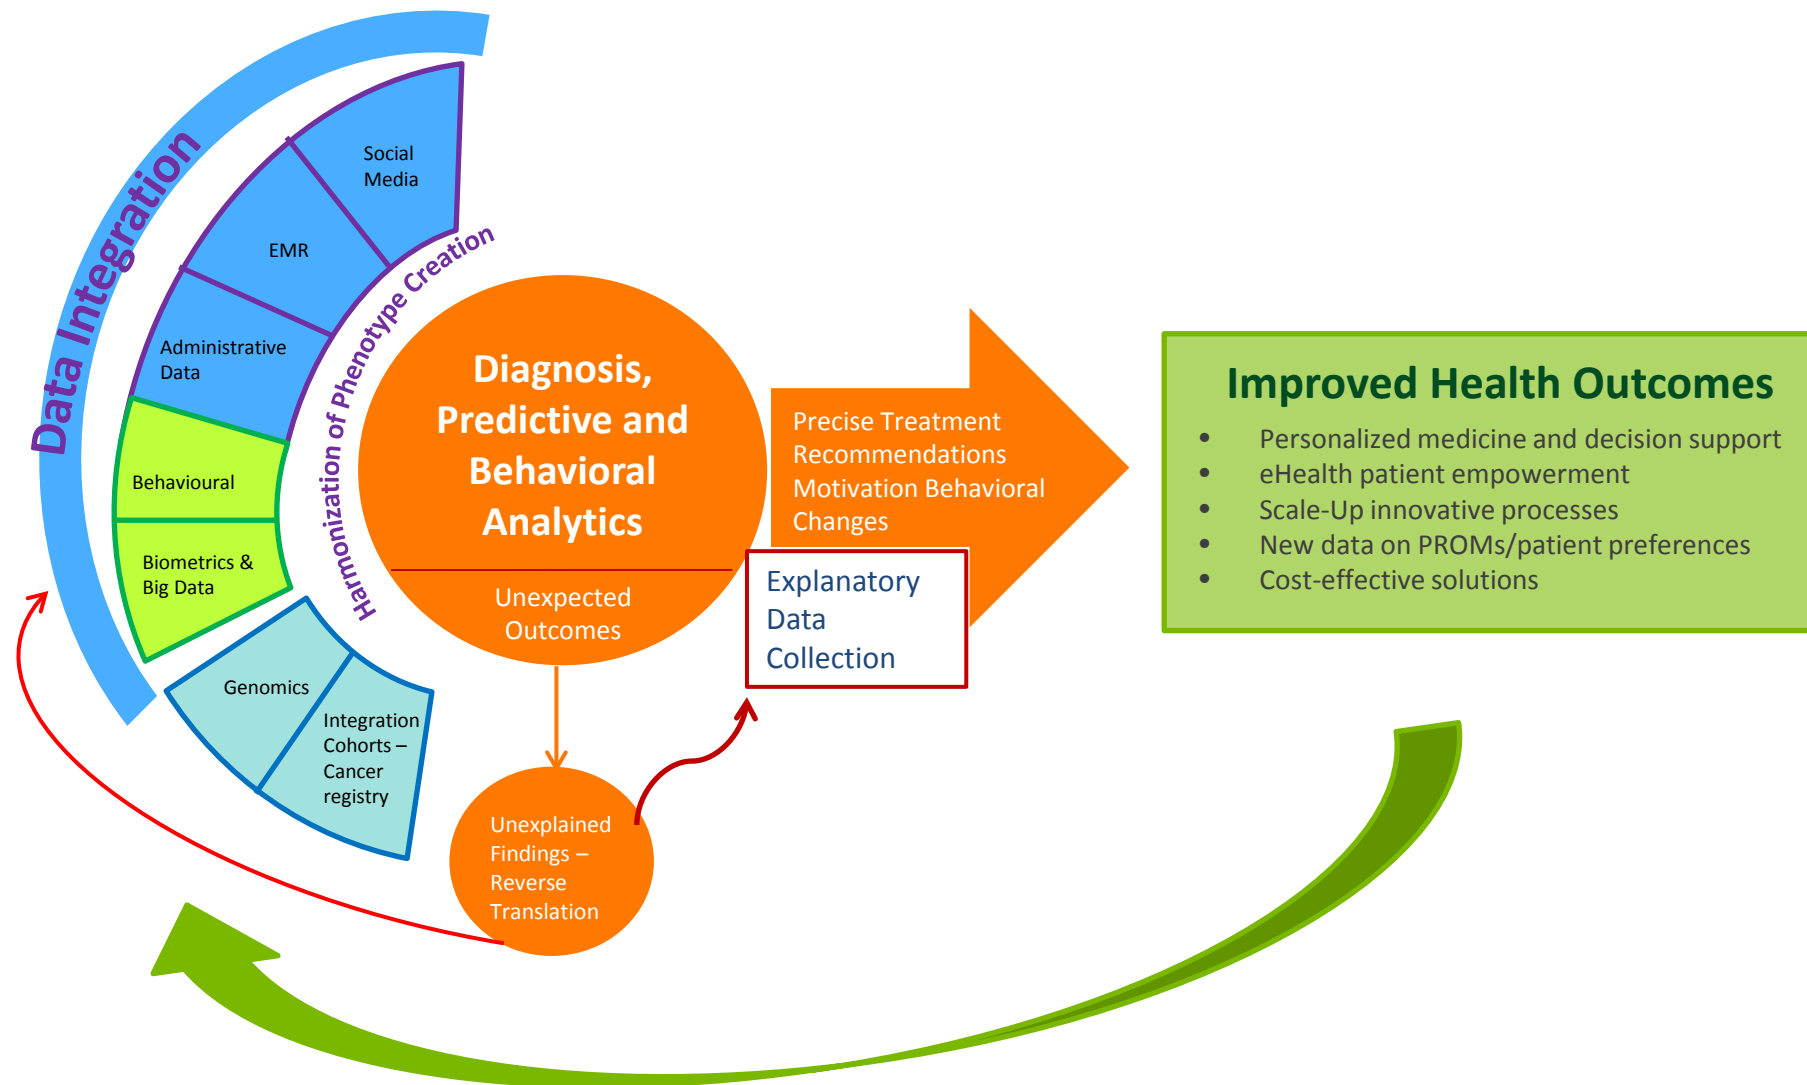 Data Integration
Social
Media
EMR
Administrative
Data
Behavioural
Biometrics &
Big Data
Genomics
Integration
Cohorts –
Cancer
registry
Harmonization of Phenotype Creation
Diagnosis,
Predictive and
Behavioral
Analytics
Unexpected
Outcomes
Unexplained
Findings –
Reverse
Translation
Precise Treatment
Recommendations
Motivation Behavioral
Changes
Explanatory
Data
Collection
Improved Health Outcomes
• Personalized medicine and decision support
• eHealth patient empowerment
• Scale-Up innovative processes
• New data on PROMs/patient preferences
• Cost-effective solutions